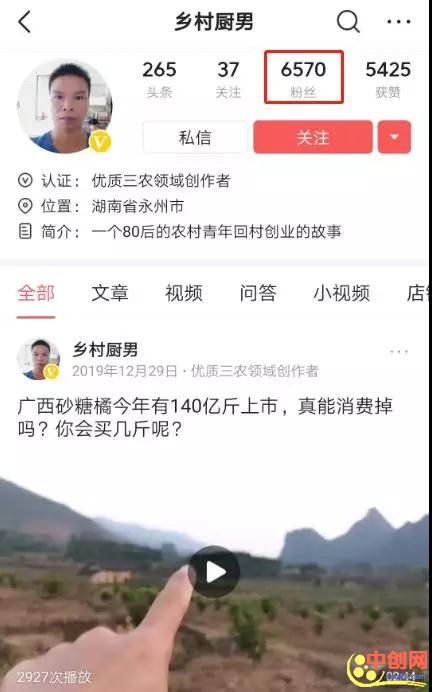 乡村厨男
265
37
6570
5425
头条
关注
粉丝
获赞
私信
关注
认证：优质三农领域创作者
位置：湖南省永州市
简介：一个80后的农村青年回村创业的故事
全部
文章
视频
问答
小视频
店
乡村厨男
2019年12月29日·优质三农领域创作者
广西砂糖橘今年有140亿斤上市，真能消费掉
吗？你会买几斤呢？
2927次播放
中创网